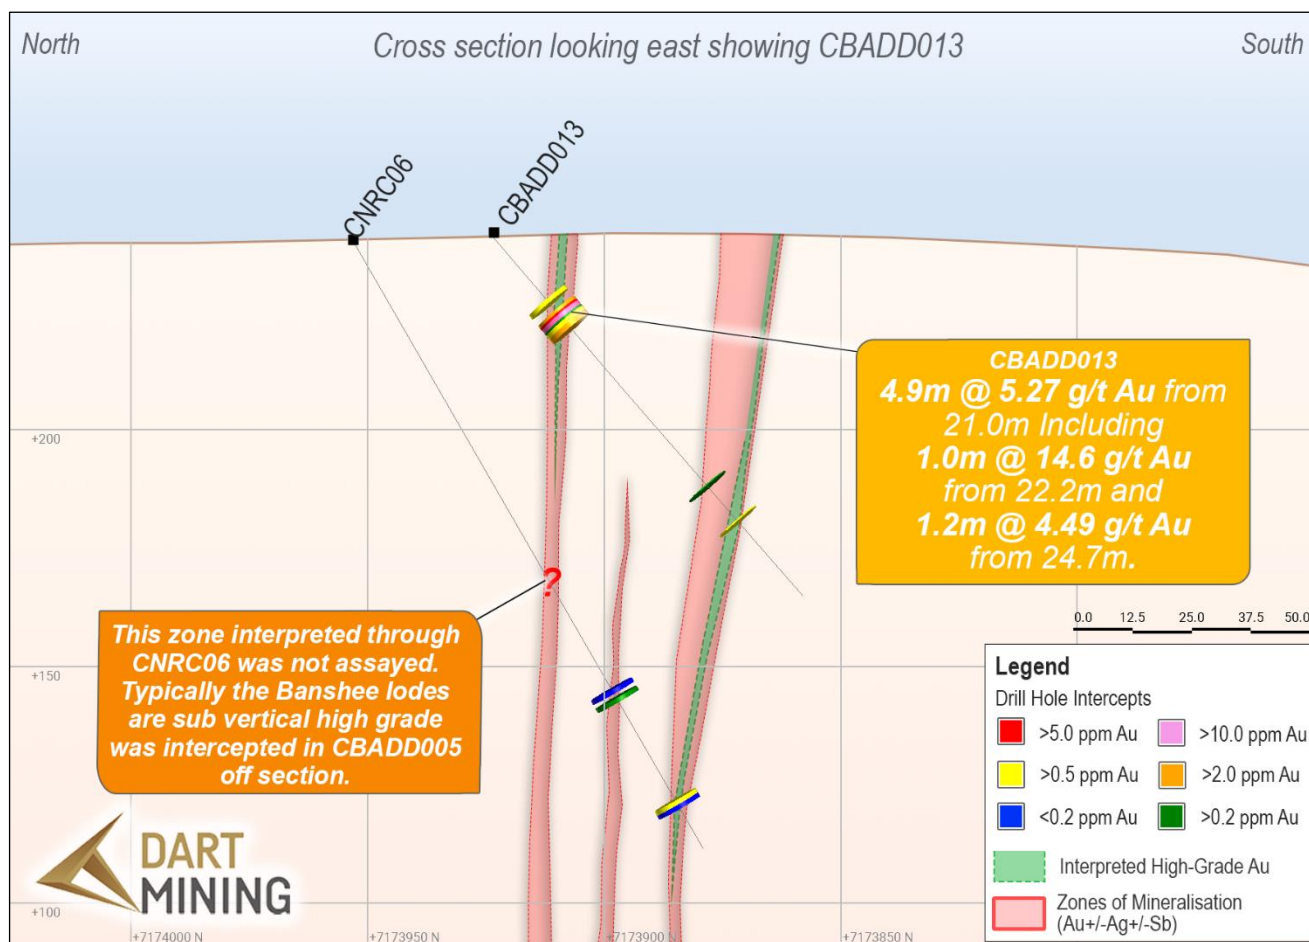 North
Cross section looking east showing CBADD013
South
CNRC06
CBADD013
CBADD013
4.9m @ 5.27 g/t Au from
21.0m Including
1.0m @ 14.6 g/t Au
from 22.2m and
1.2m @ 4.49 g/t Au
from 24.7m.
+200
?
This zone interpreted through
CNRC06 was not assayed.
Typically the Banshee lodes
are sub vertical high grade
was intercepted in CBADD005
off section.
0.0 12.5 25.0 37.5 50.0
+150
Legend
Drill Hole Intercepts
>5.0 ppm Au >10.0 ppm Au
>0.5 ppm Au >2.0 ppm Au
<0.2 ppm Au >0.2 ppm Au
Interpreted High-Grade Au
Zones of Mineralisation
(Au+/-Ag+/-Sb)
DART
MINING
+100
+7174000 N +7173950 N +7173900 N +7173850 N